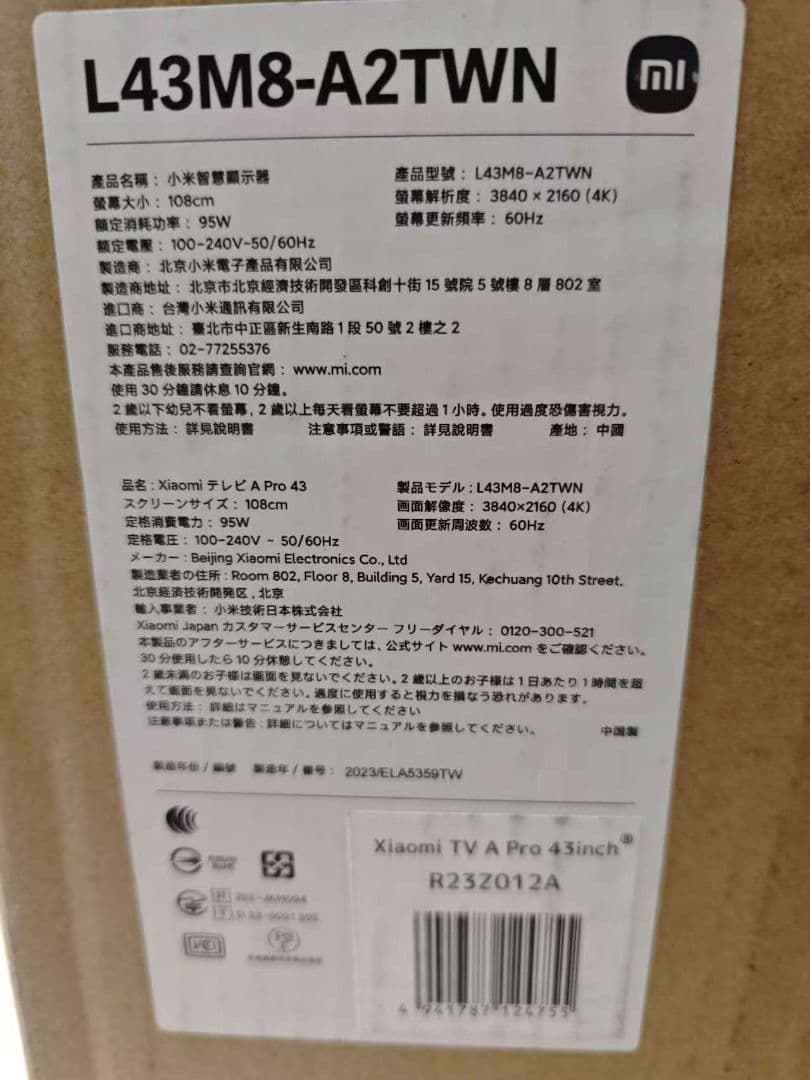 L43M8-A2TWN
mi
產品名稱：小米智慧顯示器
產品型號：L43M8-A2TWN
螢幕大小：108cm
螢幕解析度：3840 × 2160 (4K)
額定消耗功率：95W
螢幕更新頻率：60Hz
額定電壓：100-240V~50/60Hz
製造商：北京小米電子產品有限公司
製造商地址：北京市北京經濟技術開發區科創十街 15 號院 5 號樓 8 層 802 室
進口商：台灣小米通訊有限公司
進口商地址：臺北市中正區新生南路 1 段 50 號 2 樓之 2
服務電話：02-77255376
本產品售後服務請查詢官網：www.mi.com
使用 30 分鐘請休息 10 分鐘。
2 歲以下幼兒不看螢幕，2 歲以上每天看螢幕不要超過 1 小時。使用過度恐傷害視力。
使用方法：詳見說明書
注意事項或警語：詳見說明書
產地：中國
品名：Xiaomi テレビ A Pro 43
製品モデル：L43M8-A2TWN
スクリーンサイズ：108cm
画面解像度：3840×2160 (4K)
定格消費電力：95W
画面更新周波数：60Hz
定格電圧：100-240V ~ 50/60Hz
メーカー：Beijing Xiaomi Electronics Co., Ltd
製造業者の住所：Room 802, Floor 8, Building 5, Yard 15, Kechuang 10th Street,
北京経済技術開発区，北京
輸入事業者：小米技術日本株式会社
Xiaomi Japan カスタマーサービスセンター フリーダイヤル：0120-300-521
本製品のアフターサービスにつきましては、公式サイト www.mi.com をご確認ください。
30 分使用したら 10 分休憩してください。
2 歳未満のお子様は画面を見ないでください。2 歳以上のお子様は 1 日あたり 1 時間を超
えて画面を見ないでください。過度に使用すると視力を損なう恐れがあります。
使用方法：詳細はマニュアルを参照してください
注意事項または警告：詳細についてはマニュアルを参照してください。
中国製
製造年份 / 編號 製造年 / 番号：2023/ELA5359TW
Xiaomi TV A Pro 43inch®
R23Z012A
4 941787 124755